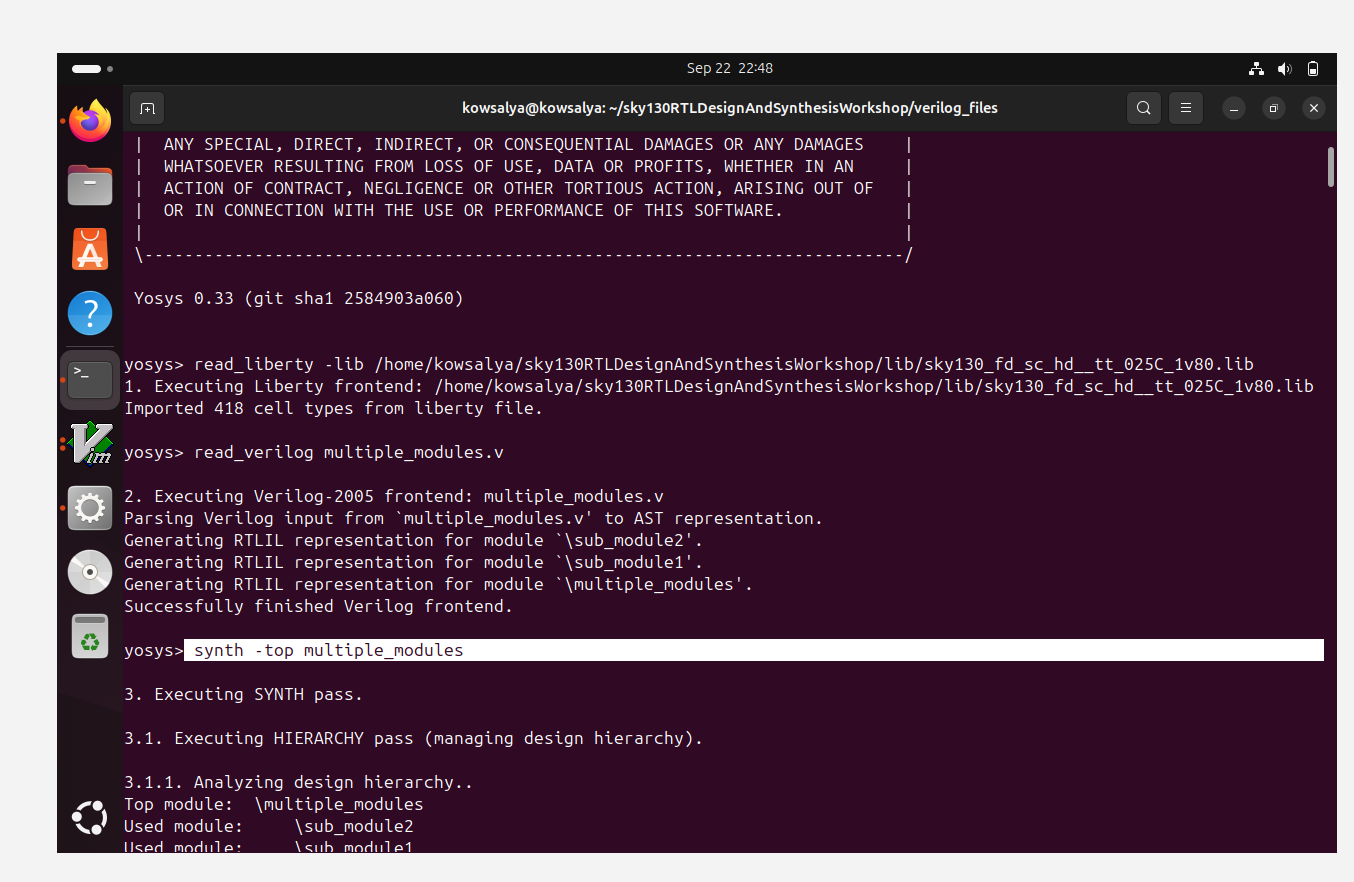 Sep 22 22:48
kowsalya@kowsalya: ~/sky130RTLDesignAndSynthesisWorkshop/verilog_files
| ANY SPECIAL, DIRECT, INDIRECT, OR CONSEQUENTIAL DAMAGES OR ANY DAMAGES |
| WHATSOEVER RESULTING FROM LOSS OF USE, DATA OR PROFITS, WHETHER IN AN |
| ACTION OF CONTRACT, NEGLIGENCE OR OTHER TORTIOUS ACTION, ARISING OUT OF |
| OR IN CONNECTION WITH THE USE OR PERFORMANCE OF THIS SOFTWARE. |
| |
\----------------------------------------------------------------------------/
Yosys 0.33 (git sha1 2584903a060)
yosys> read_liberty -lib /home/kowsalya/sky130RTLDesignAndSynthesisWorkshop/lib/sky130_fd_sc_hd__tt_025C_1v80.lib
1. Executing Liberty frontend: /home/kowsalya/sky130RTLDesignAndSynthesisWorkshop/lib/sky130_fd_sc_hd__tt_025C_1v80.lib
Imported 418 cell types from liberty file.
yosys> read_verilog multiple_modules.v
2. Executing Verilog-2005 frontend: multiple_modules.v
Parsing Verilog input from `multiple_modules.v' to AST representation.
Generating RTLIL representation for module `\sub_module2'.
Generating RTLIL representation for module `\sub_module1'.
Generating RTLIL representation for module `\multiple_modules'.
Successfully finished Verilog frontend.
yosys> synth -top multiple_modules
3. Executing SYNTH pass.
3.1. Executing HIERARCHY pass (managing design hierarchy).
3.1.1. Analyzing design hierarchy..
Top module:  \multiple_modules
Used module:     \sub_module2
Used module:     \sub_module1